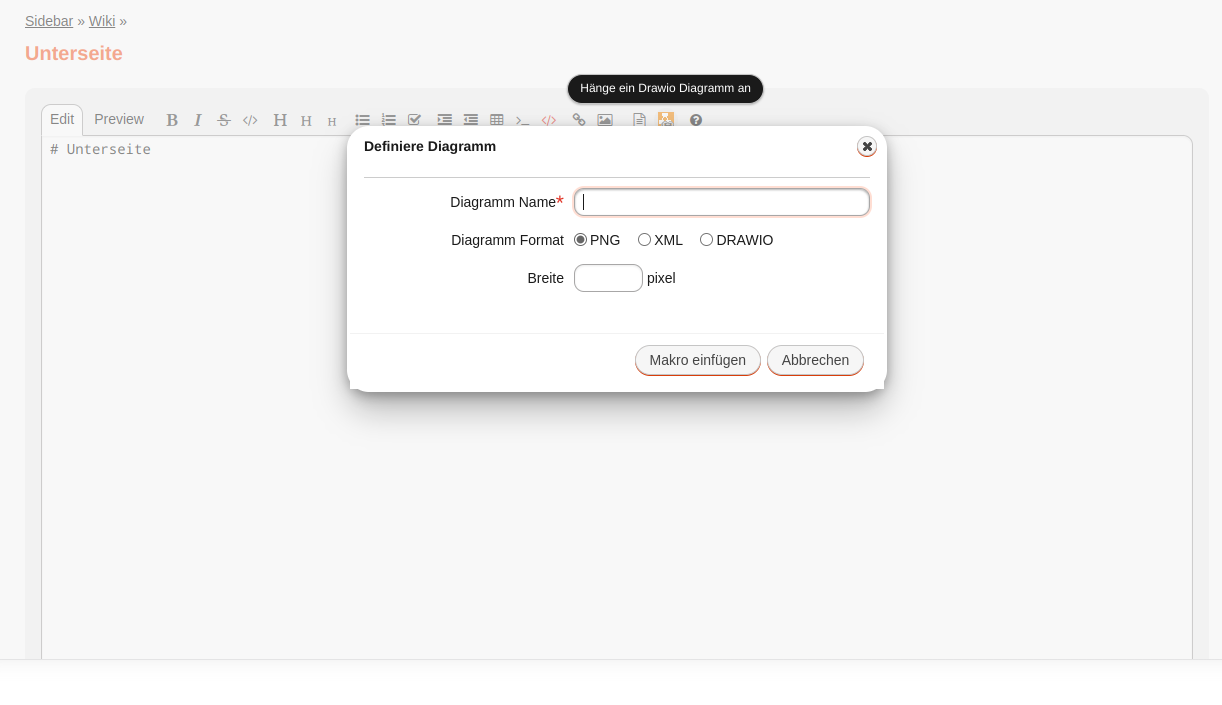 Sidebar » Wiki »
Unterseite
Hänge ein Drawio Diagramm an
Edit Preview B I S </> H H H >_ </> ?
# Unterseite
Definiere Diagramm
Diagramm Name*
Diagramm Format PNG XML DRAWIO
Breite pixel
Makro einfügen Abbrechen